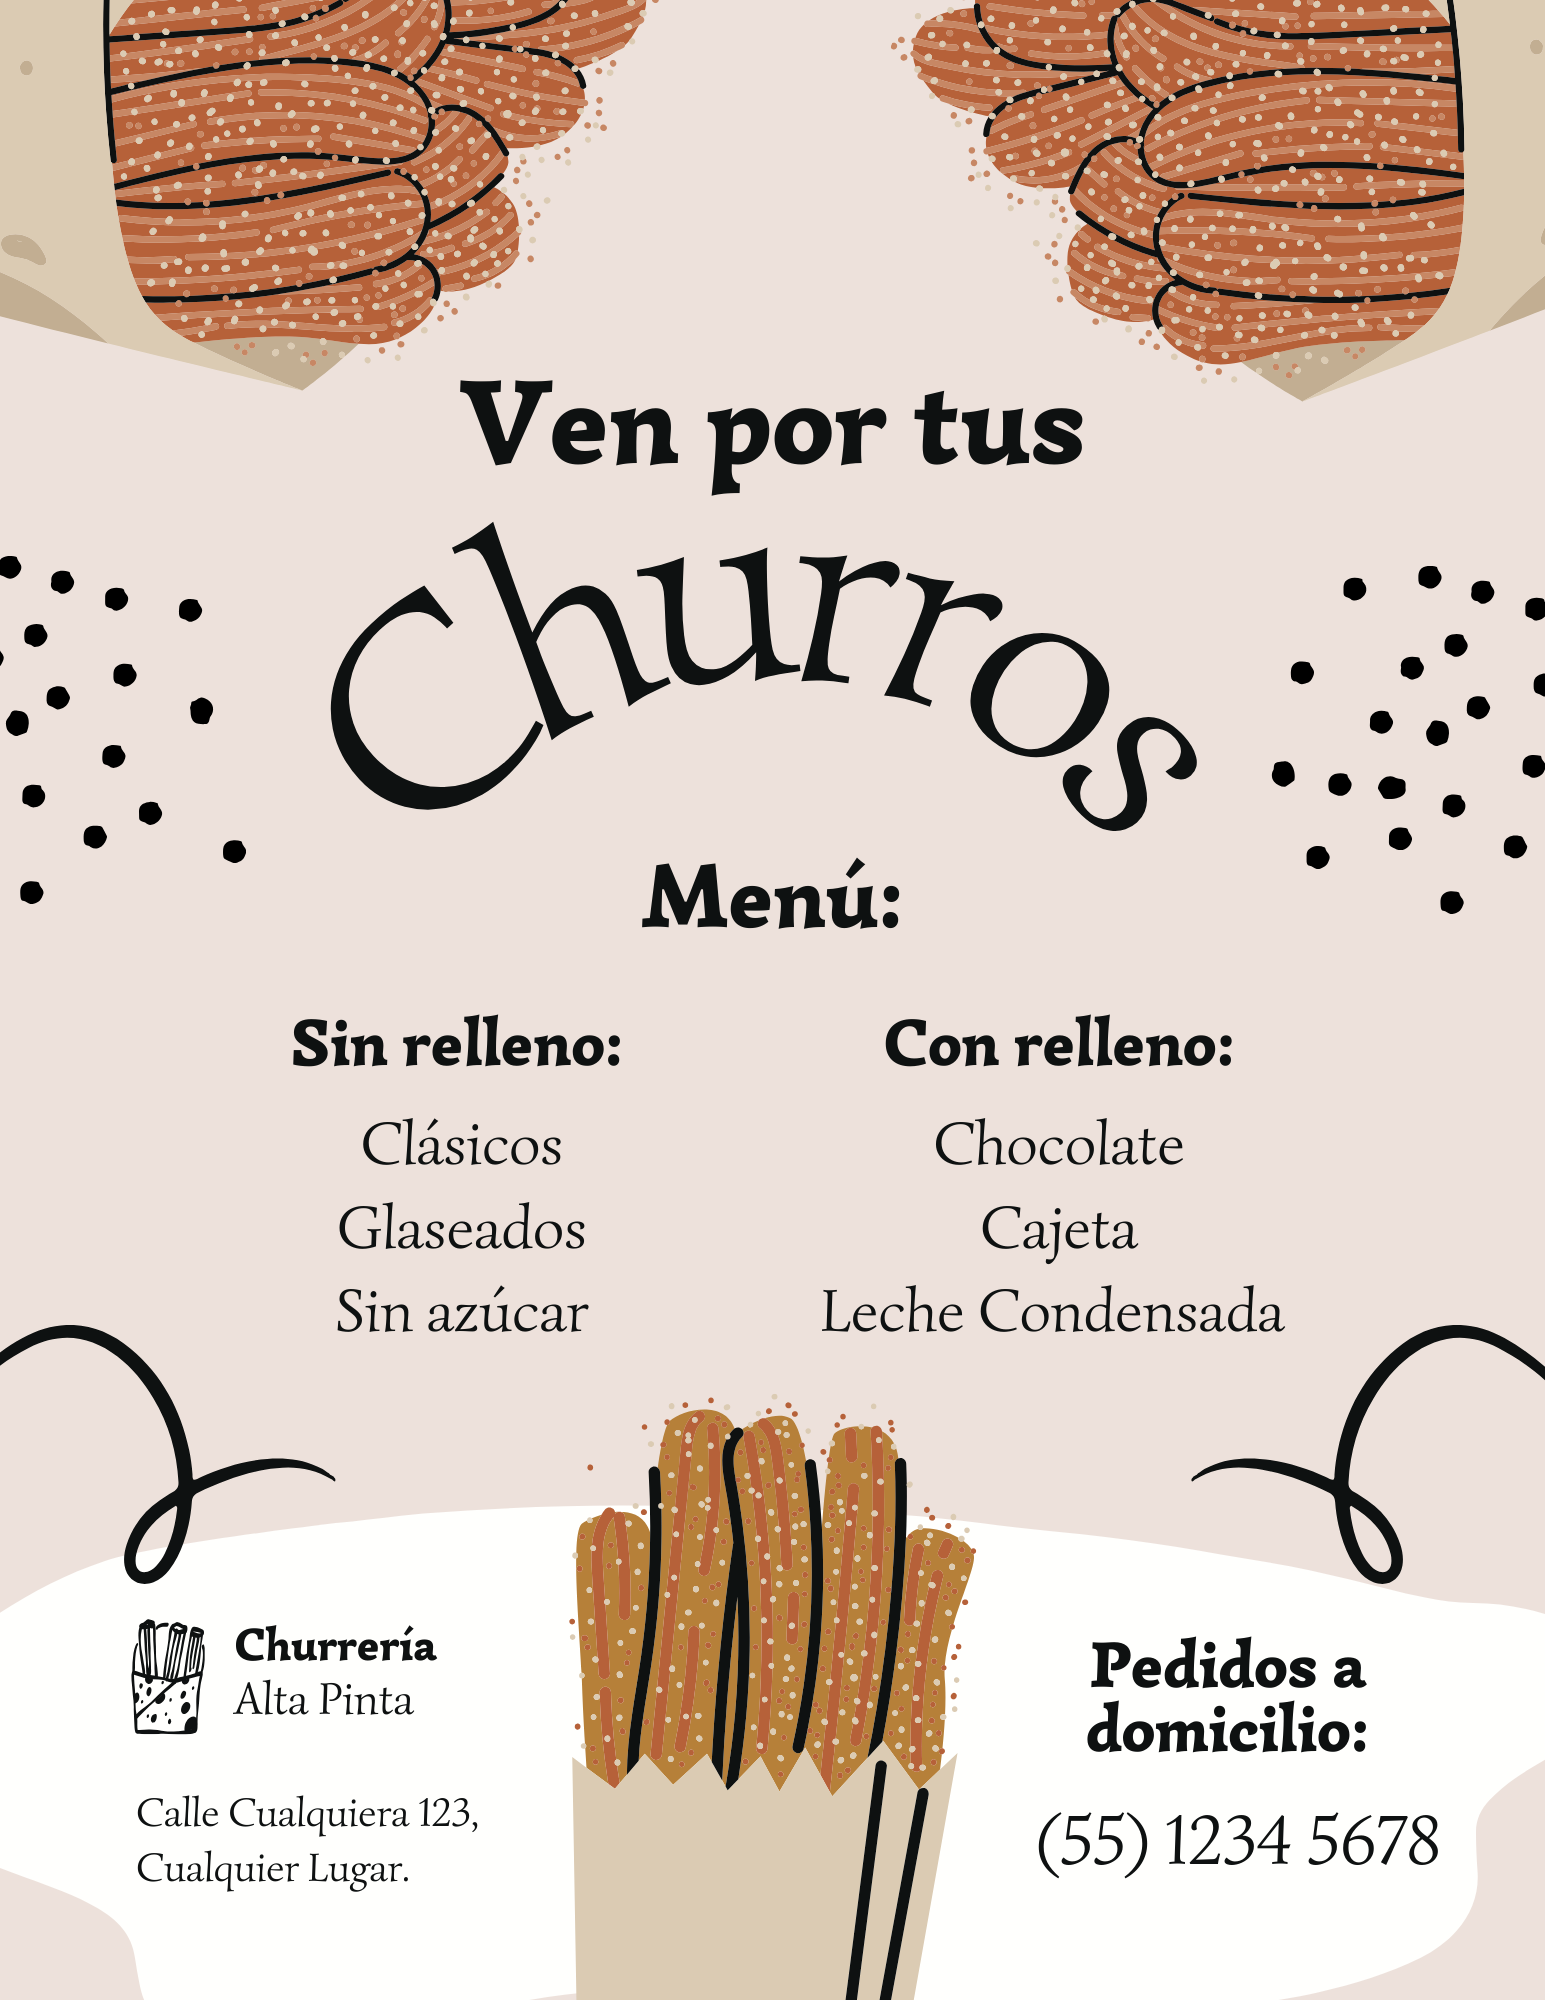 Ven por tus
Churros
Menú:
Sin relleno:
Clásicos
Glaseados
Sin azúcar
Con relleno:
Chocolate
Cajeta
Leche Condensada
Churrería
Alta Pinta
Calle Cualquiera 123,
Cualquier Lugar.
Pedidos a
domicilio:
(55) 1234 5678